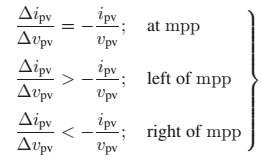 Δi_pv/Δv_pv = −i_pv/v_pv; at mpp
Δi_pv/Δv_pv > −i_pv/v_pv; left of mpp
Δi_pv/Δv_pv < −i_pv/v_pv; right of mpp